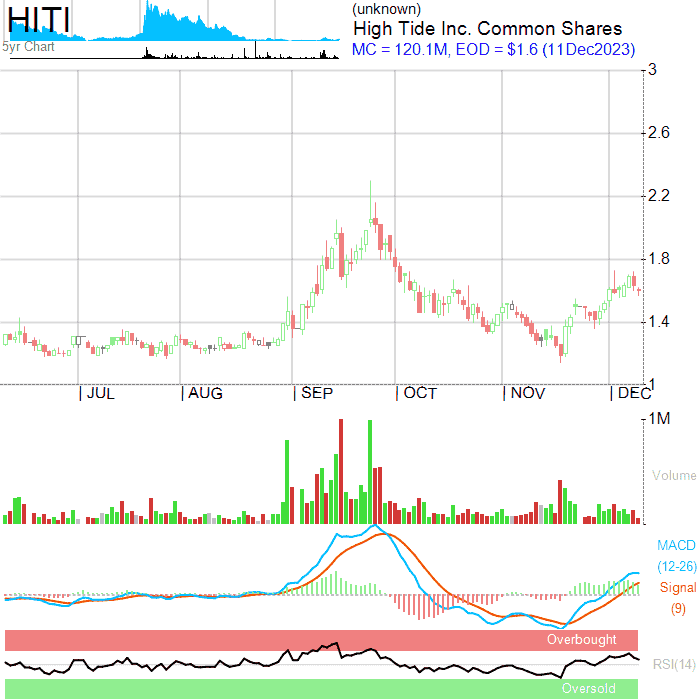 HITI
5yr Chart
(unknown)
High Tide Inc. Common Shares
MC = 120.1M, EOD = $1.6 (11Dec2023)
3
2.6
2.2
1.8
1.4
1
JUL AUG SEP OCT NOV DEC
1M
Volume
MACD
(12-26)
Signal
(9)
Overbought
RSI(14)
Oversold